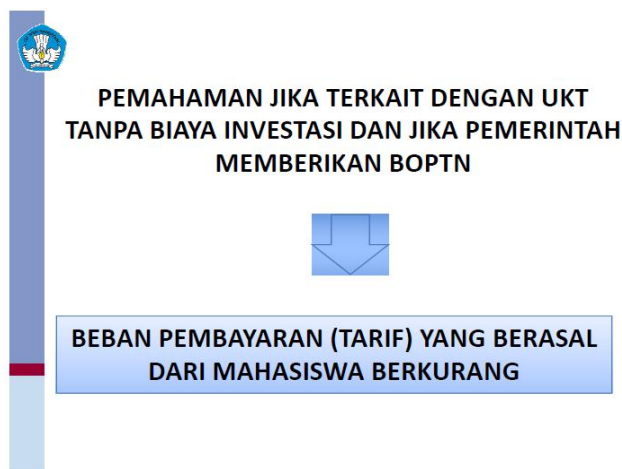 PEMAHAMAN JIKA TERKAIT DENGAN UKT
TANPA BIAYA INVESTASI DAN JIKA PEMERINTAH
MEMBERIKAN BOPTN
BEBAN PEMBAYARAN (TARIF) YANG BERASAL
DARI MAHASISWA BERKURANG